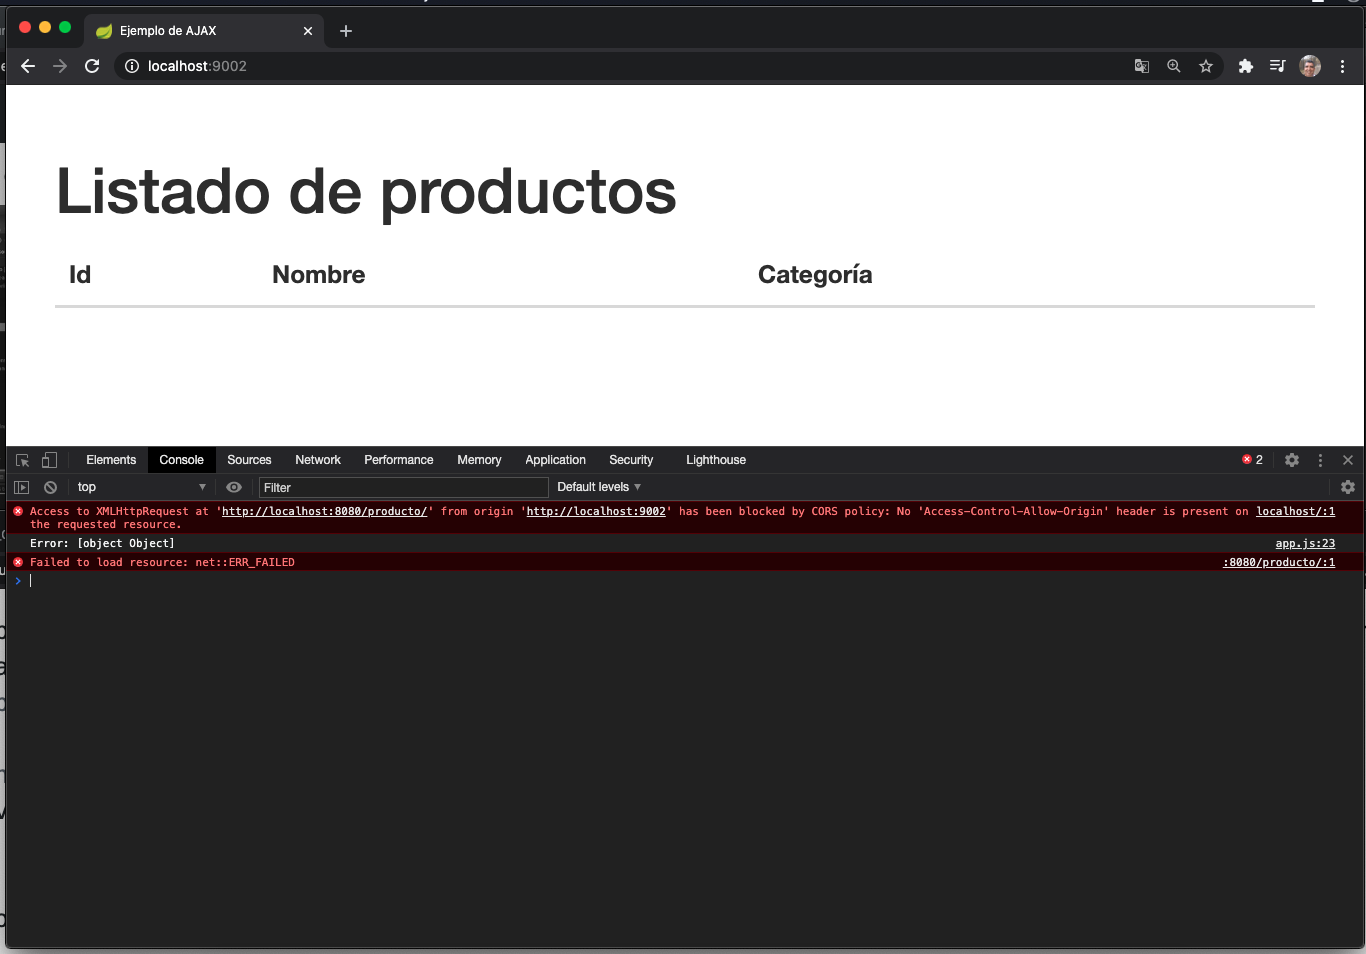 Ejemplo de AJAX
localhost:9002
Listado de productos
Id Nombre Categoría
Elements Console Sources Network Performance Memory Application Security Lighthouse 2
top Filter Default levels
Access to XMLHttpRequest at 'http://localhost:8080/producto/' from origin 'http://localhost:9002' has been blocked by CORS policy: No 'Access-Control-Allow-Origin' header is present on localhost/:1
the requested resource.
Error: [object Object] app.js:23
Failed to load resource: net::ERR_FAILED :8080/producto/:1